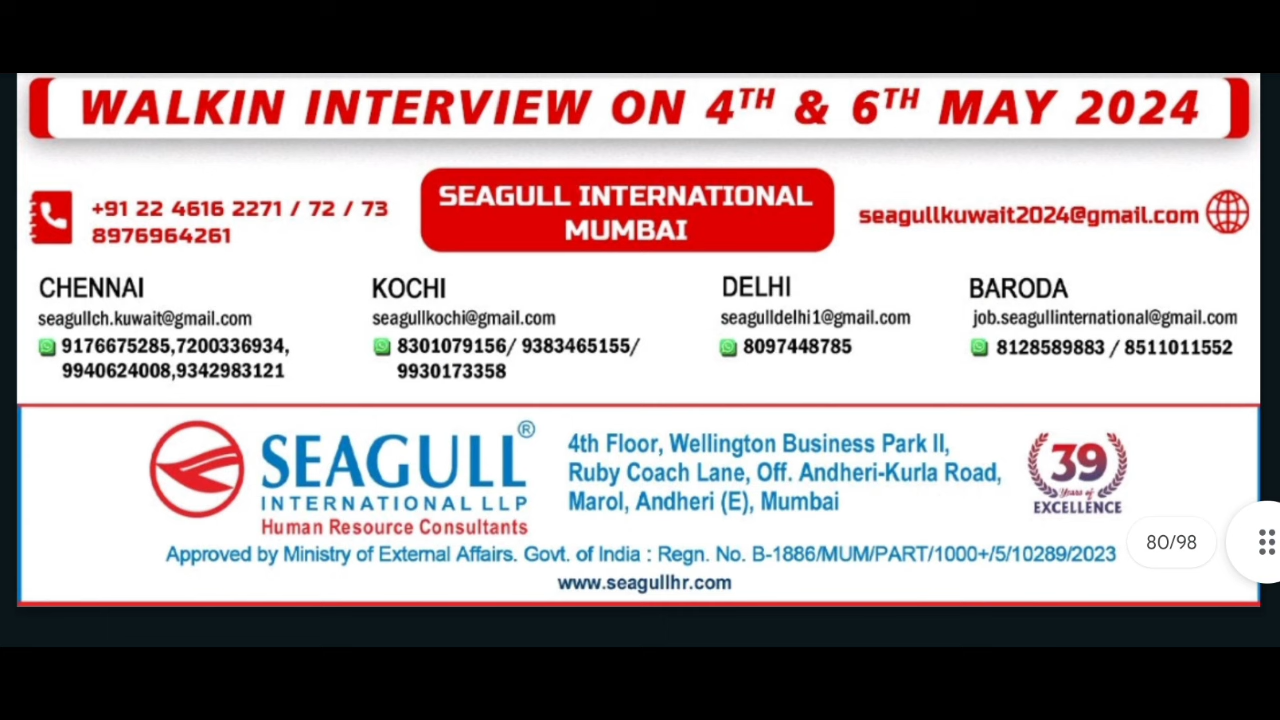 WALKIN INTERVIEW ON 4TH & 6TH MAY 2024
+91 22 4616 2271 / 72 / 73
8976964261
SEAGULL INTERNATIONAL
MUMBAI
seagullkuwait2024@gmail.com
CHENNAI
seagullch.kuwait@gmail.com
9176675285,7200336934,
9940624008,9342983121
KOCHI
seagullkochi@gmail.com
8301079156/ 9383465155/
9930173358
DELHI
seagulldelhi1@gmail.com
8097448785
BARODA
job.seagullinternational@gmail.com
8128589883 / 8511011552
SEAGULL®
INTERNATIONAL LLP
Human Resource Consultants
4th Floor, Wellington Business Park II,
Ruby Coach Lane, Off. Andheri-Kurla Road,
Marol, Andheri (E), Mumbai
39
Years of
EXCELLENCE
Approved by Ministry of External Affairs. Govt. of India : Regn. No. B-1886/MUM/PART/1000+/5/10289/2023
www.seagullhr.com
80/98